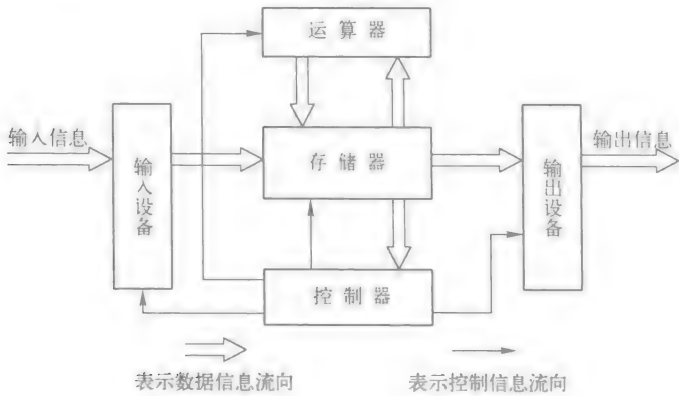 运算器
输入信息
输入设备
存储器
输出设备
输出信息
控制器
表示数据信息流向
表示控制信息流向